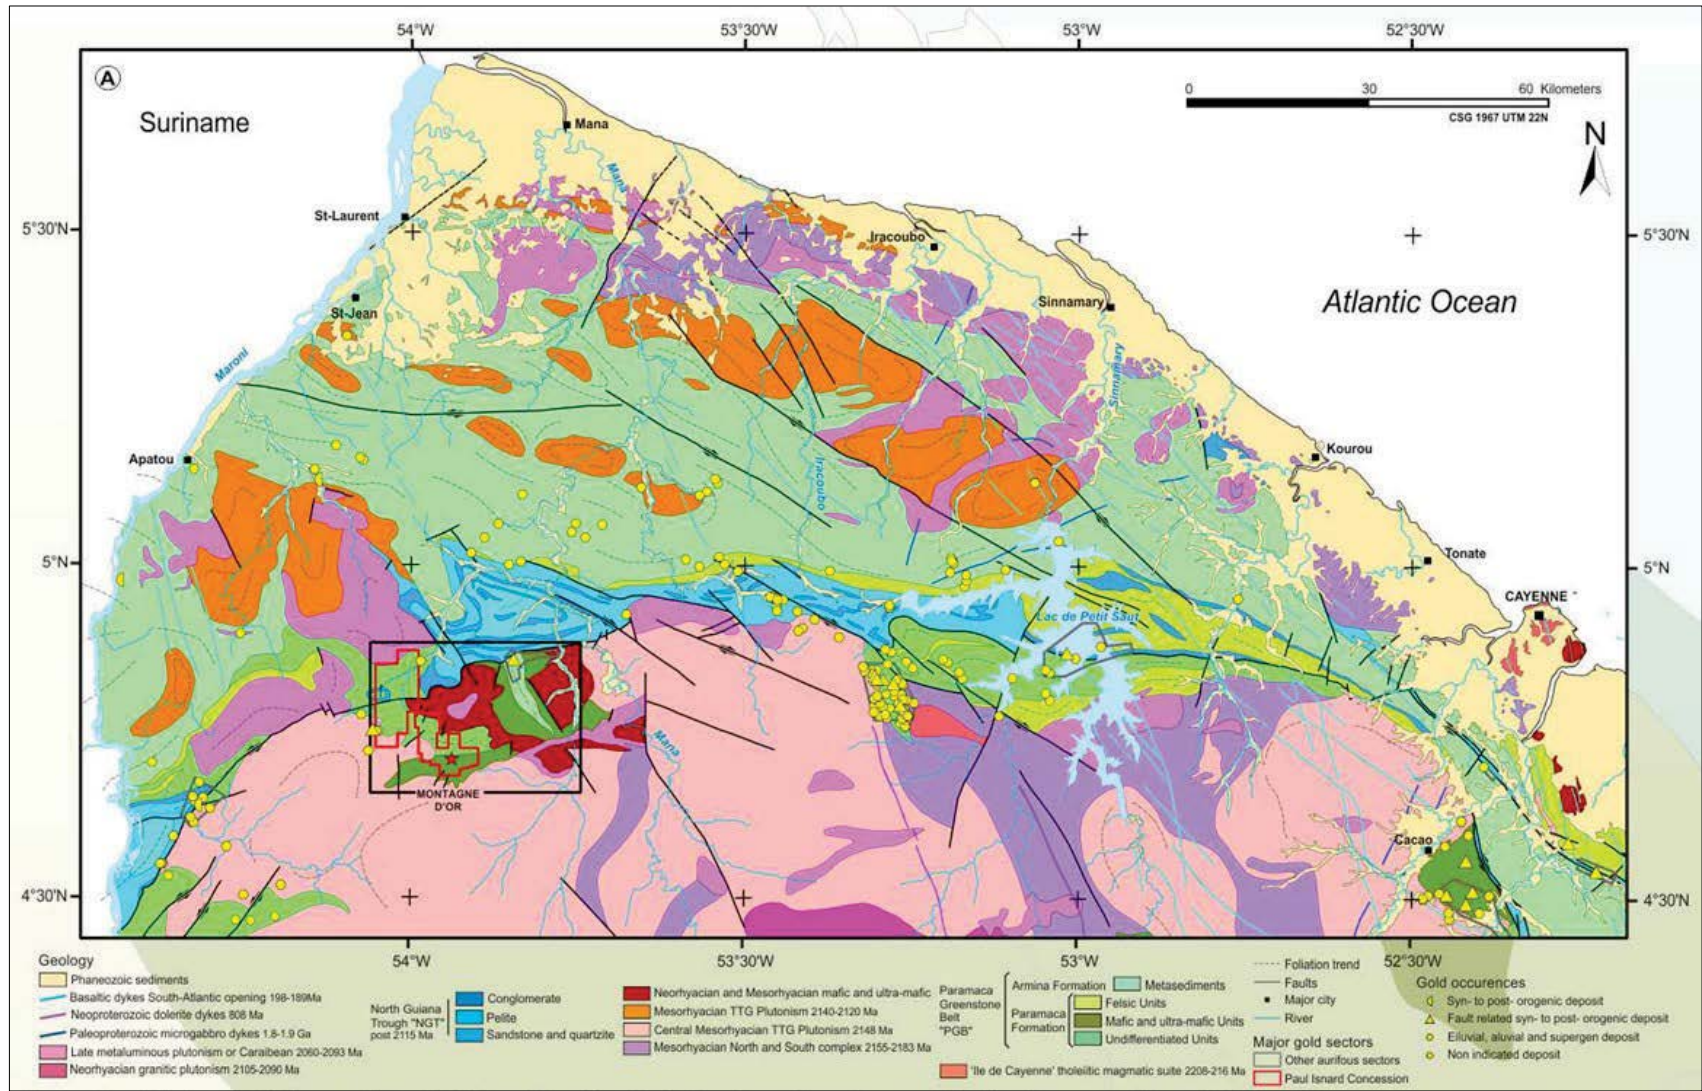 54°W
53°30'W
53°W
52°30'W
A
Suriname
0 30 60 Kilometers
CSG 1967 UTM 22N
N
Mana
Mana
St-Laurent
5°30'N
Iracoubo
5°30'N
Sinnamary
Atlantic Ocean
St-Jean
Maroni
Sinnamary
Apatou
Iracoubo
Kourou
5°N
Tonate
5°N
CAYENNE
Lac de Petit Saut
Mana
MONTAGNE
D'OR
Cacao
4°30'N
4°30'N
54°W
53°30'W
53°W
52°30'W
Geology
Phaneozoic sediments
Basaltic dykes South-Atlantic opening 198-189Ma
Neoproterozoic dolerite dykes 808 Ma
Paleoproterozoic microgabbro dykes 1.8-1.9 Ga
Late metaluminous plutonism or Caraibean 2060-2093 Ma
Neorhyacian granitic plutonism 2105-2090 Ma
North Guiana
Trough "NGT"
post 2115 Ma
Conglomerate
Pelite
Sandstone and quartzite
Neorhyacian and Mesorhyacian mafic and ultra-mafic
Mesorhyacian TTG Plutonism 2140-2120 Ma
Central Mesorhyacian TTG Plutonism 2148 Ma
Mesorhyacian North and South complex 2155-2183 Ma
Paramaca
Greenstone
Belt
"PGB"
Armina Formation
Metasediments
Paramaca
Formation
Felsic Units
Mafic and ultra-mafic Units
Undifferentiated Units
'Ile de Cayenne' tholeiitic magmatic suite 2208-216 Ma
Foliation trend
Faults
Major city
River
Major gold sectors
Other aurifous sectors
Paul Isnard Concession
Gold occurences
Syn- to post- orogenic deposit
Fault related syn- to post- orogenic deposit
Eiluvial, aluvial and supergen deposit
Non indicated deposit